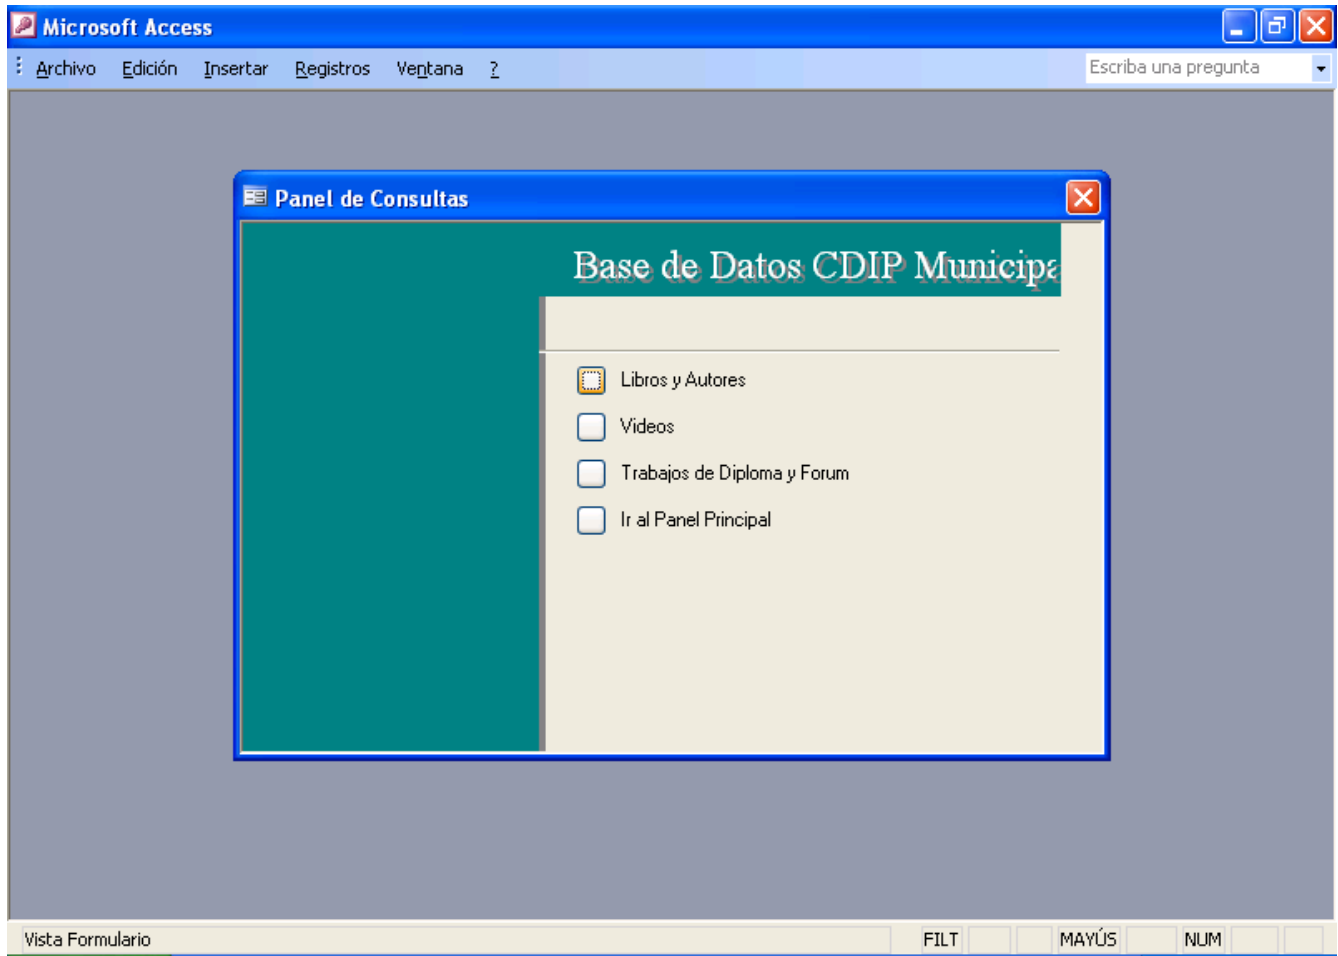 Microsoft Access
Archivo Edición Insertar Registros Ventana ? Escriba una pregunta
Panel de Consultas
Base de Datos CDIP Municipa
Libros y Autores
Videos
Trabajos de Diploma y Forum
Ir al Panel Principal
Vista Formulario FILT MAYÚS NUM